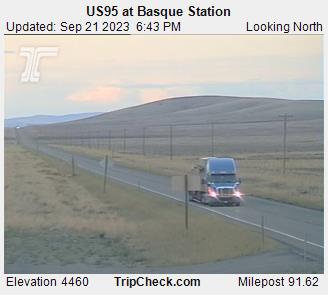 US95 at Basque Station
Updated: Sep 21 2023 6:43 PM Looking North
Elevation 4460 TripCheck.com Milepost 91.62